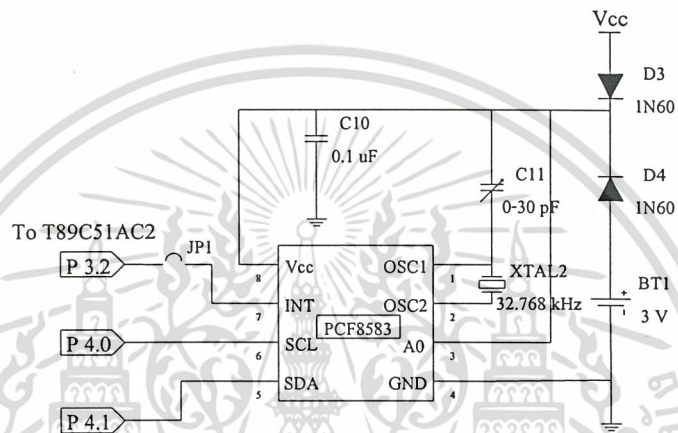 Vcc
D3
1N60
C10
0.1 uF
D4
1N60
C11
0-30 pF
To T89C51AC2
JP1
P 3.2
Vcc
OSC1
8
1
XTAL2
32.768 kHz
BT1
+
-
3 V
INT
OSC2
7
2
PCF8583
P 4.0
SCL
A0
6
3
SDA
GND
5
4
P 4.1